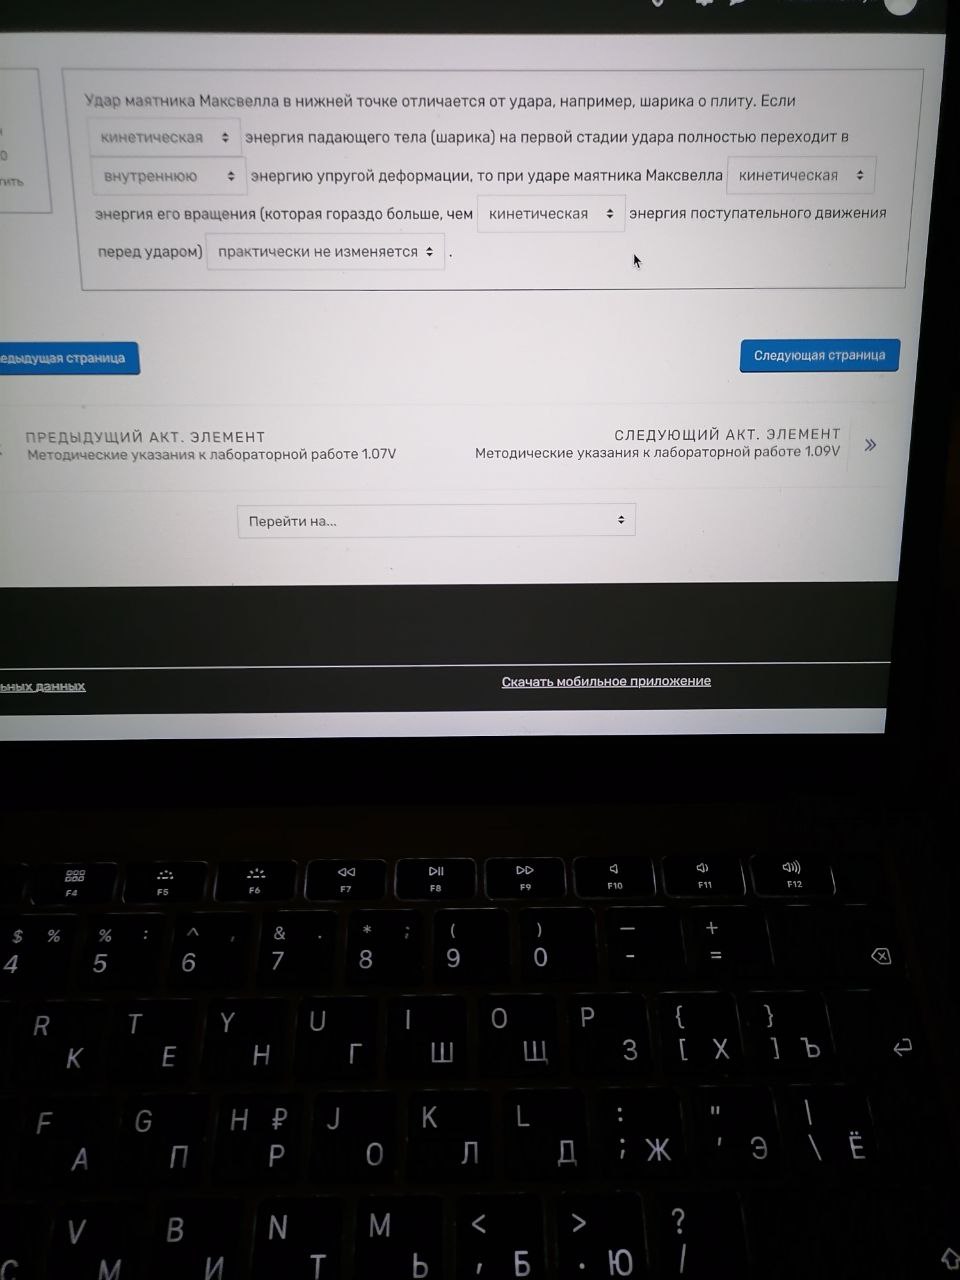 Удар маятника Максвелла в нижней точке отличается от удара, например, шарика о плиту. Если
кинетическая энергия падающего тела (шарика) на первой стадии удара полностью переходит в
внутреннюю энергию упругой деформации, то при ударе маятника Максвелла кинетическая
энергия его вращения (которая гораздо больше, чем кинетическая энергия поступательного движения
перед ударом) практически не изменяется .
едыдущая страница
Следующая страница
ПРЕДЫДУЩИЙ АКТ. ЭЛЕМЕНТ
Методические указания к лабораторной работе 1.07V
СЛЕДУЮЩИЙ АКТ. ЭЛЕМЕНТ
Методические указания к лабораторной работе 1.09V
Перейти на...
ьных данных
Скачать мобильное приложение
F4 F5 F6 F7 F8 F9 F10 F11 F12
$ % % : ^ , & . * ; ( ) — +
4 5 6 7 8 9 0 - =
R T Y U I O P { }
К Е Н Г Ш Щ З [ Х ] Ъ
F G H ₽ J K L : " |
А П Р О Л Д ; Ж ' Э \ Ё
V B N M < > ?
С М И Т Ь , Б . Ю /